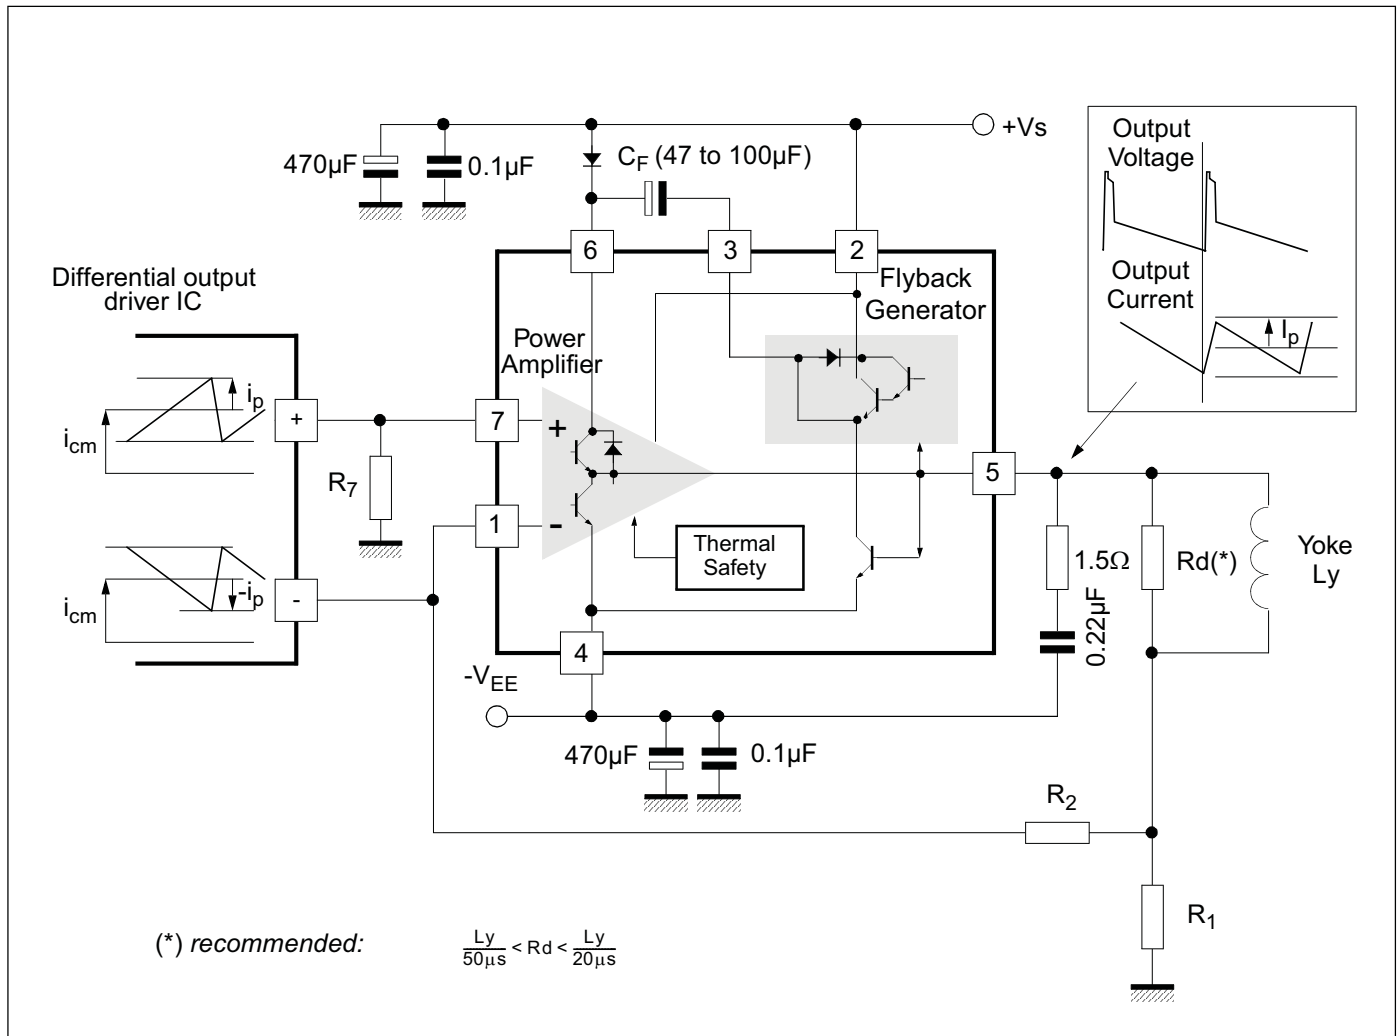 +Vs
470µF
0.1µF
C_F (47 to 100µF)
Output
Voltage
Output
Current
I_p
6
3
2
Differential output
driver IC
Flyback
Generator
Power
Amplifier
i_p
i_cm
+
7
+
R_7
5
1
-
Thermal
Safety
1.5Ω
Rd(*)
Yoke
Ly
0.22µF
-i_p
i_cm
-
4
-V_EE
470µF
0.1µF
R_2
R_1
(*) recommended:
Ly/50µs < Rd < Ly/20µs